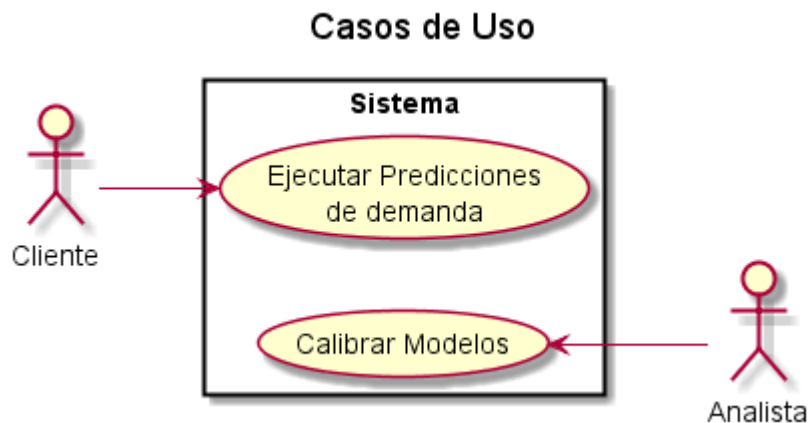 Casos de Uso
Sistema
Ejecutar Predicciones
de demanda
Cliente
Calibrar Modelos
Analista